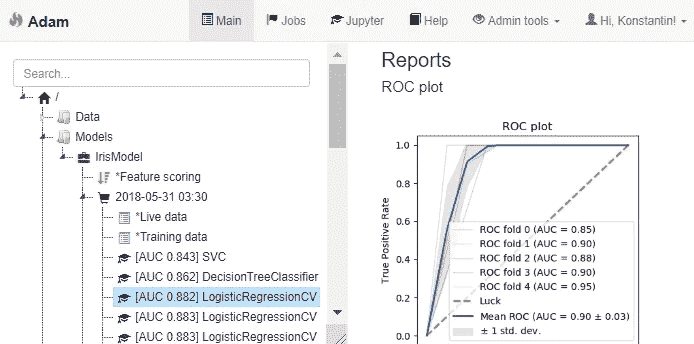 Adam
Main
Jobs
Jupyter
Help
Admin tools
Hi, Konstantin!
Search...
/
Data
Models
IrisModel
*Feature scoring
2018-05-31 03:30
*Live data
*Training data
[AUC 0.843] SVC
[AUC 0.862] DecisionTreeClassifier
[AUC 0.882] LogisticRegressionCV
[AUC 0.883] LogisticRegressionCV
[AUC 0.883] LogisticRegressionCV
Reports
ROC plot
ROC plot
1.0
0.8
0.6
0.4
0.2
0.0
True Positive Rate
ROC fold 0 (AUC = 0.85)
ROC fold 1 (AUC = 0.90)
ROC fold 2 (AUC = 0.88)
ROC fold 3 (AUC = 0.90)
ROC fold 4 (AUC = 0.95)
Luck
Mean ROC (AUC = 0.90 ± 0.03)
± 1 std. dev.